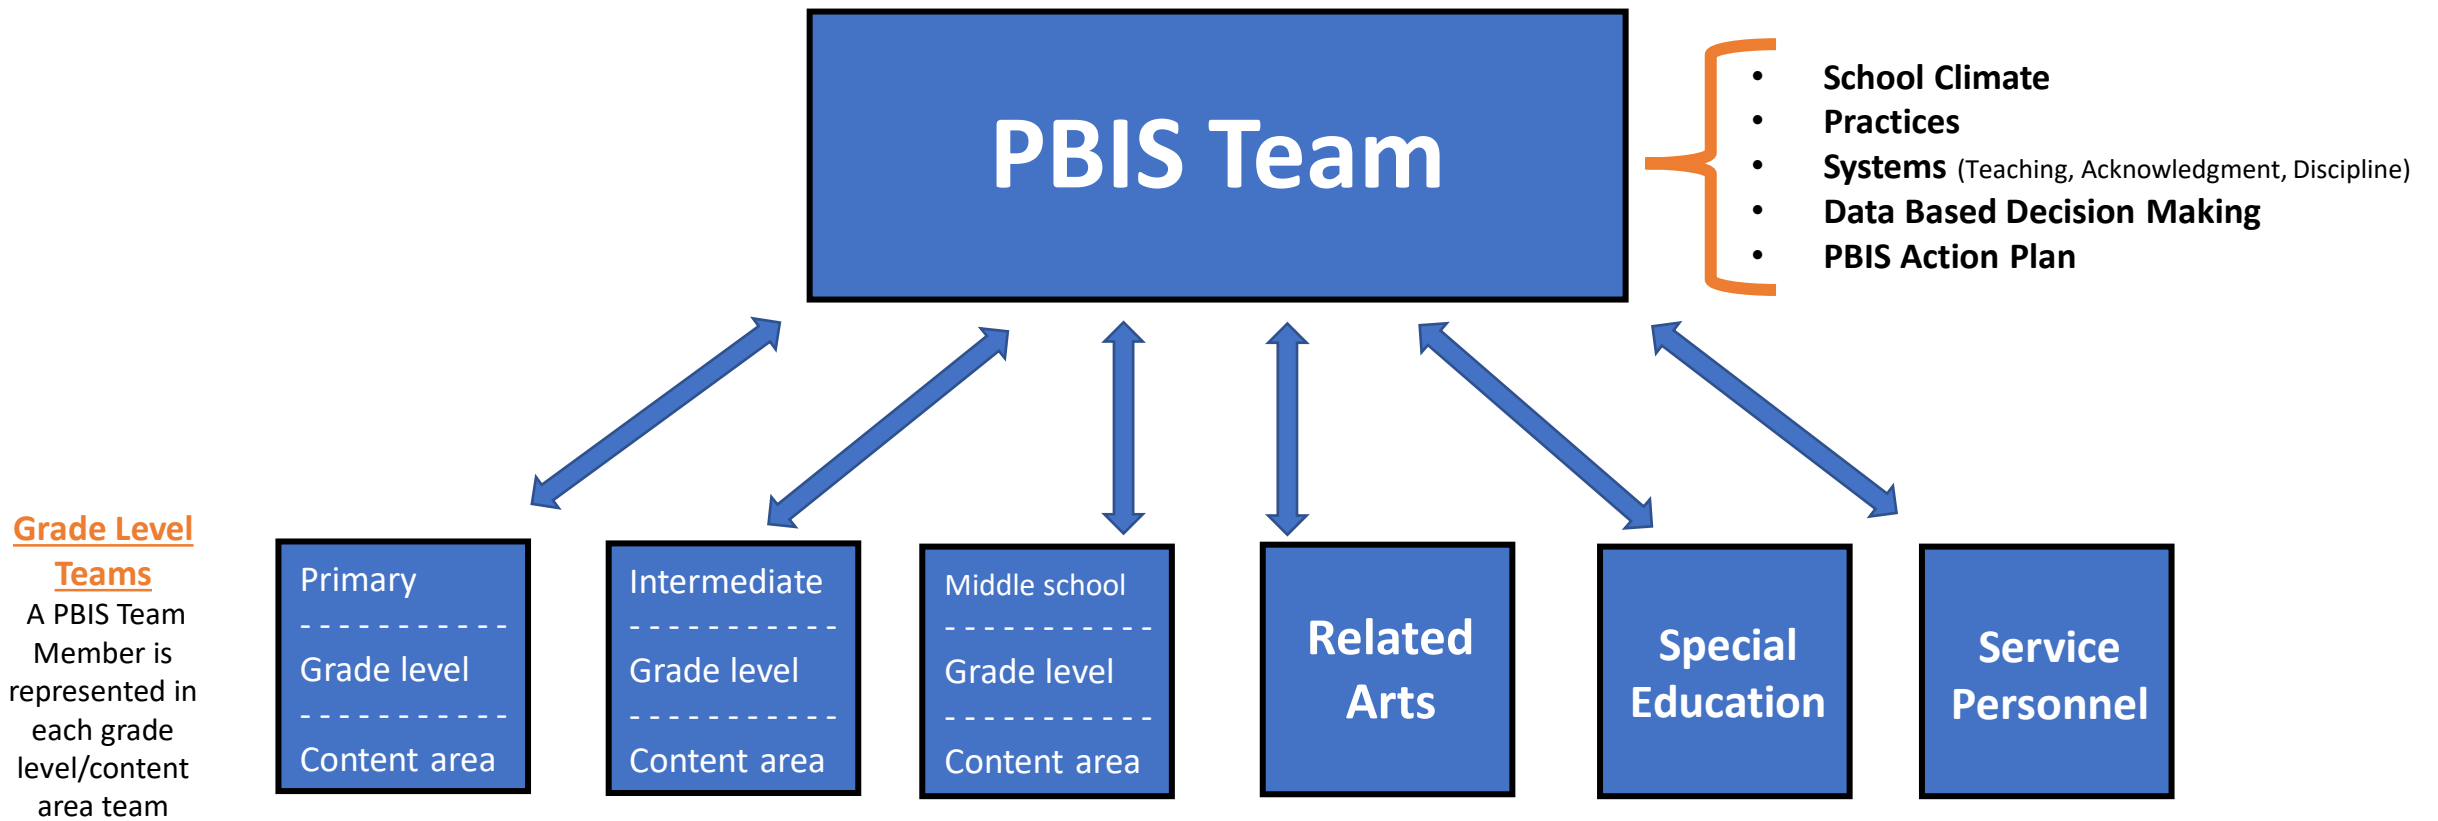 PBIS Team
• School Climate
• Practices
• Systems (Teaching, Acknowledgment, Discipline)
• Data Based Decision Making
• PBIS Action Plan
Grade Level
Teams
A PBIS Team
Member is
represented in
each grade
level/content
area team
Primary
- - - - - - - - - - -
Grade level
- - - - - - - - - - -
Content area
Intermediate
- - - - - - - - - - -
Grade level
- - - - - - - - - - -
Content area
Middle school
- - - - - - - - - - -
Grade level
- - - - - - - - - - -
Content area
Related
Arts
Special
Education
Service
Personnel